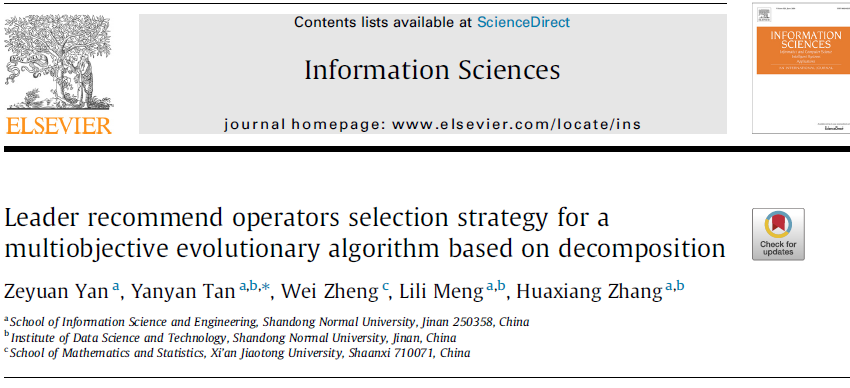 Contents lists available at ScienceDirect
Information Sciences
journal homepage: www.elsevier.com/locate/ins
ELSEVIER
INFORMATION
SCIENCES
Leader recommend operators selection strategy for a
multiobjective evolutionary algorithm based on decomposition
Check for
updates
Zeyuan Yan a, Yanyan Tan a,b,*, Wei Zheng c, Lili Meng a,b, Huaxiang Zhang a,b
a School of Information Science and Engineering, Shandong Normal University, Jinan 250358, China
b Institute of Data Science and Technology, Shandong Normal University, Jinan, China
c School of Mathematics and Statistics, Xi'an Jiaotong University, Shaanxi 710071, China